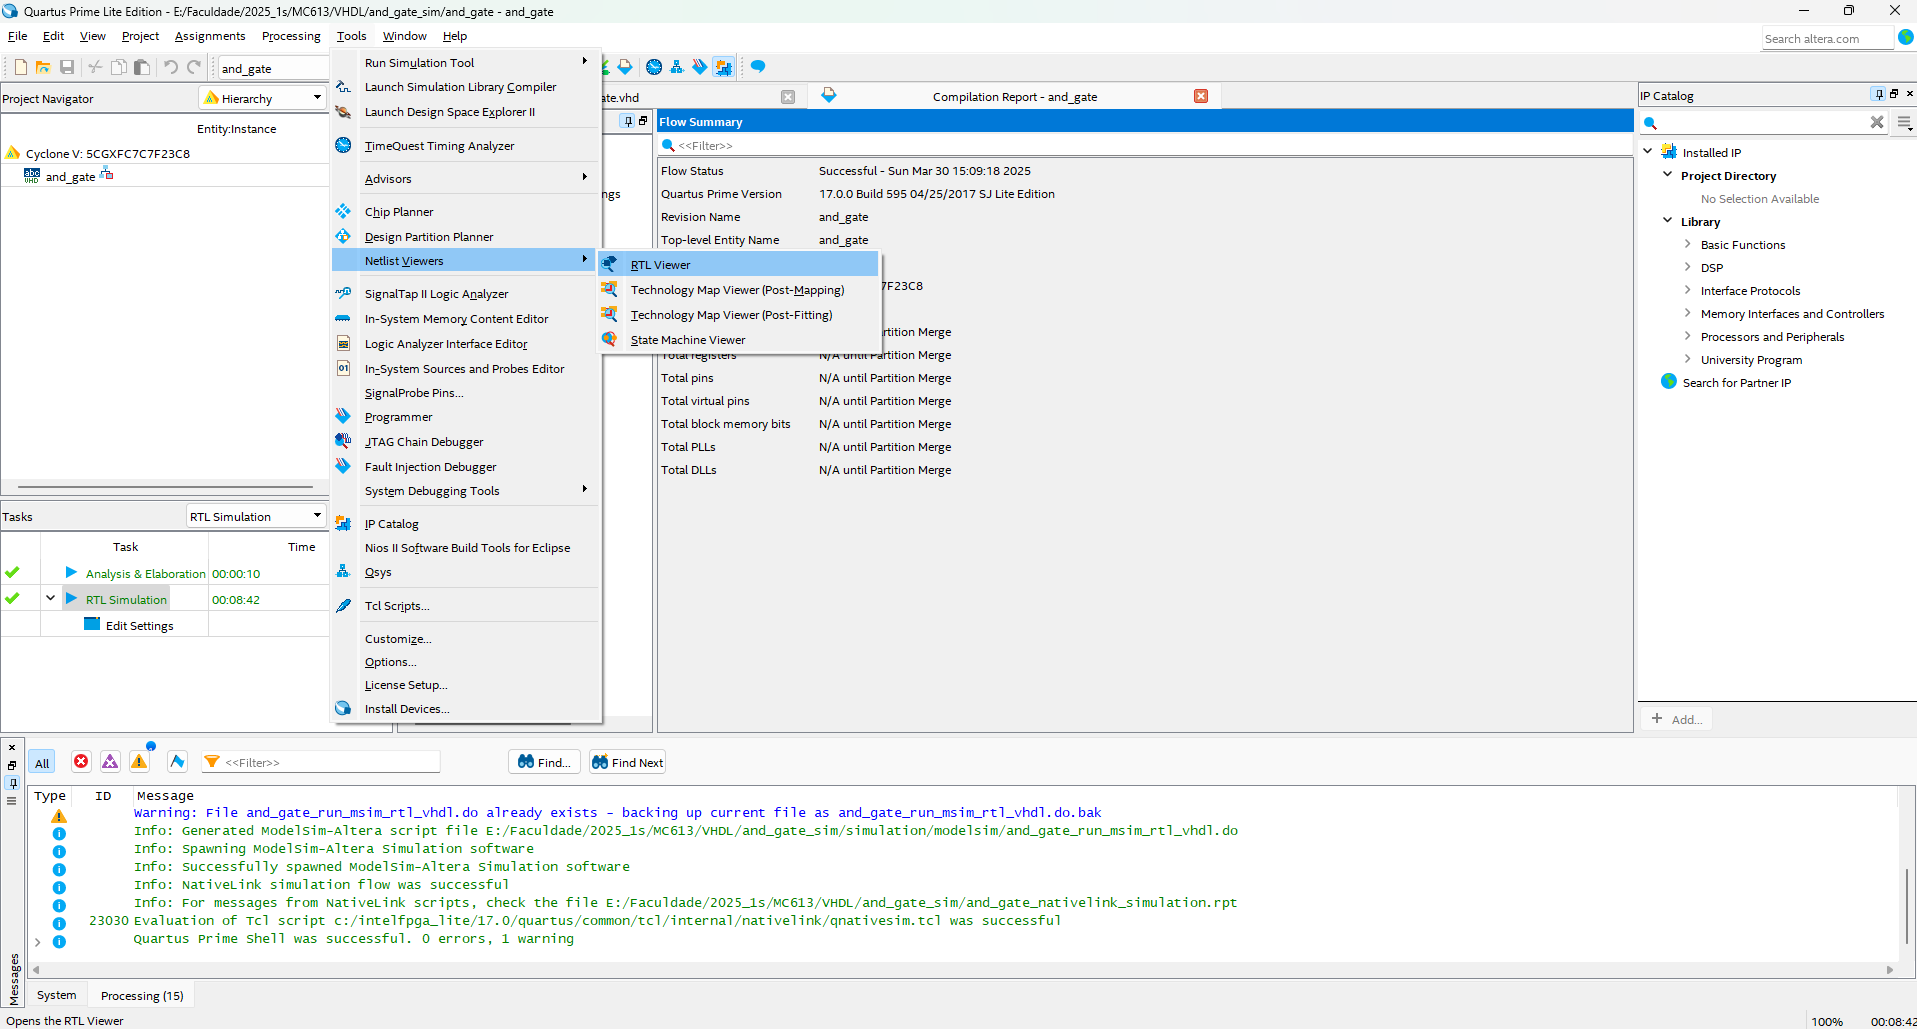 Quartus Prime Lite Edition - E:/Faculdade/2025_1s/MC613/VHDL/and_gate_sim/and_gate - and_gate
File Edit View Project Assignments Processing Tools Window Help
Search altera.com
and_gate
Project Navigator
Hierarchy
Entity:Instance
Cyclone V: 5CGXFC7C7F23C8
abc
VHD
and_gate
Tasks
RTL Simulation
Task Time
Analysis & Elaboration 00:00:10
RTL Simulation 00:08:42
Edit Settings
Run Simulation Tool
Launch Simulation Library Compiler
Launch Design Space Explorer II
TimeQuest Timing Analyzer
Advisors
Chip Planner
Design Partition Planner
Netlist Viewers
SignalTap II Logic Analyzer
In-System Memory Content Editor
Logic Analyzer Interface Editor
In-System Sources and Probes Editor
SignalProbe Pins...
Programmer
JTAG Chain Debugger
Fault Injection Debugger
System Debugging Tools
IP Catalog
Nios II Software Build Tools for Eclipse
Qsys
Tcl Scripts...
Customize...
Options...
License Setup...
Install Devices...
RTL Viewer
Technology Map Viewer (Post-Mapping)
Technology Map Viewer (Post-Fitting)
State Machine Viewer
ate.vhd
Compilation Report - and_gate
ngs
Flow Summary
<<Filter>>
Flow Status Successful - Sun Mar 30 15:09:18 2025
Quartus Prime Version 17.0.0 Build 595 04/25/2017 SJ Lite Edition
Revision Name and_gate
Top-level Entity Name and_gate
7F23C8
rtition Merge
Total registers N/A until Partition Merge
Total pins N/A until Partition Merge
Total virtual pins N/A until Partition Merge
Total block memory bits N/A until Partition Merge
Total PLLs N/A until Partition Merge
Total DLLs N/A until Partition Merge
IP Catalog
Installed IP
Project Directory
No Selection Available
Library
Basic Functions
DSP
Interface Protocols
Memory Interfaces and Controllers
Processors and Peripherals
University Program
Search for Partner IP
+ Add...
All
<<Filter>>
Find...
Find Next
Type ID Message
Warning: File and_gate_run_msim_rtl_vhdl.do already exists - backing up current file as and_gate_run_msim_rtl_vhdl.do.bak
Info: Generated ModelSim-Altera script file E:/Faculdade/2025_1s/MC613/VHDL/and_gate_sim/simulation/modelsim/and_gate_run_msim_rtl_vhdl.do
Info: Spawning ModelSim-Altera Simulation software
Info: Successfully spawned ModelSim-Altera Simulation software
Info: NativeLink simulation flow was successful
Info: For messages from NativeLink scripts, check the file E:/Faculdade/2025_1s/MC613/VHDL/and_gate_sim/and_gate_nativelink_simulation.rpt
23030 Evaluation of Tcl script c:/intelfpga_lite/17.0/quartus/common/tcl/internal/nativelink/qnativesim.tcl was successful
Quartus Prime Shell was successful. 0 errors, 1 warning
Messages
System
Processing (15)
Opens the RTL Viewer
100% 00:08:42